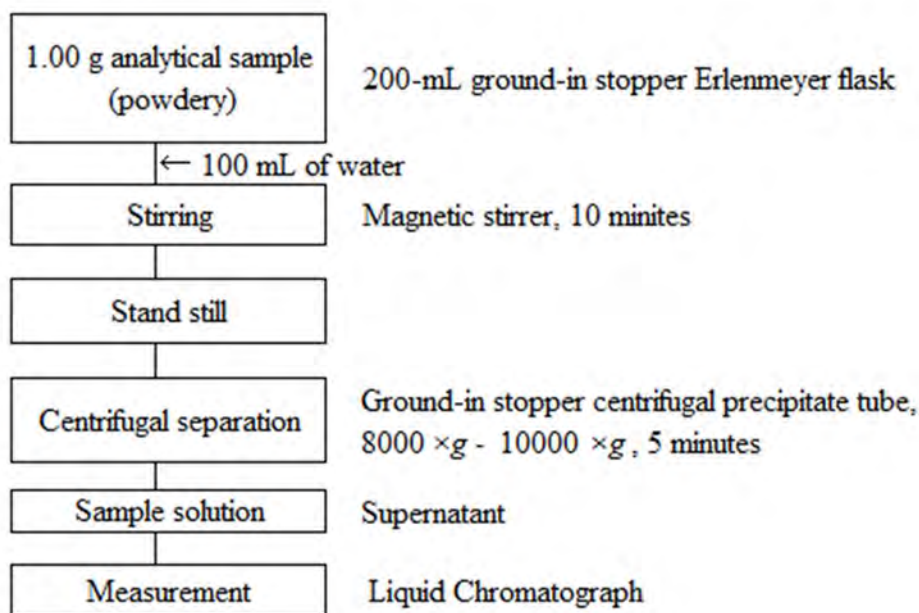 1.00 g analytical sample
(powdery)
200-mL ground-in stopper Erlenmeyer flask
← 100 mL of water
Stirring
Magnetic stirrer, 10 minites
Stand still
Centrifugal separation
Ground-in stopper centrifugal precipitate tube,
8000 ×g - 10000 ×g , 5 minutes
Sample solution
Supernatant
Measurement
Liquid Chromatograph